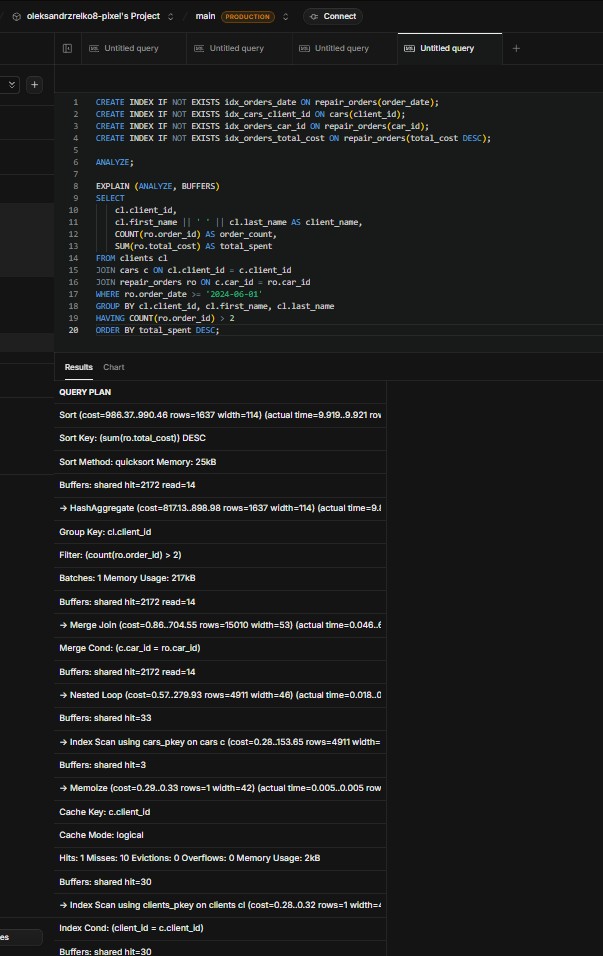 oleksandrzrelko8-pixel's Project main PRODUCTION Connect
Untitled query Untitled query Untitled query Untitled query +
+
1 CREATE INDEX IF NOT EXISTS idx_orders_date ON repair_orders(order_date);
2 CREATE INDEX IF NOT EXISTS idx_cars_client_id ON cars(client_id);
3 CREATE INDEX IF NOT EXISTS idx_orders_car_id ON repair_orders(car_id);
4 CREATE INDEX IF NOT EXISTS idx_orders_total_cost ON repair_orders(total_cost DESC);
5
6 ANALYZE;
7
8 EXPLAIN (ANALYZE, BUFFERS)
9 SELECT
10 cl.client_id,
11 cl.first_name || ' ' || cl.last_name AS client_name,
12 COUNT(ro.order_id) AS order_count,
13 SUM(ro.total_cost) AS total_spent
14 FROM clients cl
15 JOIN cars c ON cl.client_id = c.client_id
16 JOIN repair_orders ro ON c.car_id = ro.car_id
17 WHERE ro.order_date >= '2024-06-01'
18 GROUP BY cl.client_id, cl.first_name, cl.last_name
19 HAVING COUNT(ro.order_id) > 2
20 ORDER BY total_spent DESC;
Results Chart
QUERY PLAN
Sort (cost=986.37..990.46 rows=1637 width=114) (actual time=9.919..9.921 row
Sort Key: (sum(ro.total_cost)) DESC
Sort Method: quicksort Memory: 25kB
Buffers: shared hit=2172 read=14
-> HashAggregate (cost=817.13..898.98 rows=1637 width=114) (actual time=9.8
Group Key: cl.client_id
Filter: (count(ro.order_id) > 2)
Batches: 1 Memory Usage: 217kB
Buffers: shared hit=2172 read=14
-> Merge Join (cost=0.86..704.55 rows=15010 width=53) (actual time=0.046..6
Merge Cond: (c.car_id = ro.car_id)
Buffers: shared hit=2172 read=14
-> Nested Loop (cost=0.57..279.93 rows=4911 width=46) (actual time=0.018..0
Buffers: shared hit=33
-> Index Scan using cars_pkey on cars c (cost=0.28..153.65 rows=4911 width=
Buffers: shared hit=3
-> Memoize (cost=0.29..0.33 rows=1 width=42) (actual time=0.005..0.005 row
Cache Key: c.client_id
Cache Mode: logical
Hits: 1 Misses: 10 Evictions: 0 Overflows: 0 Memory Usage: 2kB
Buffers: shared hit=30
-> Index Scan using clients_pkey on clients cl (cost=0.28..0.32 rows=1 width=4
Index Cond: (client_id = c.client_id)
es
Buffers: shared hit=30